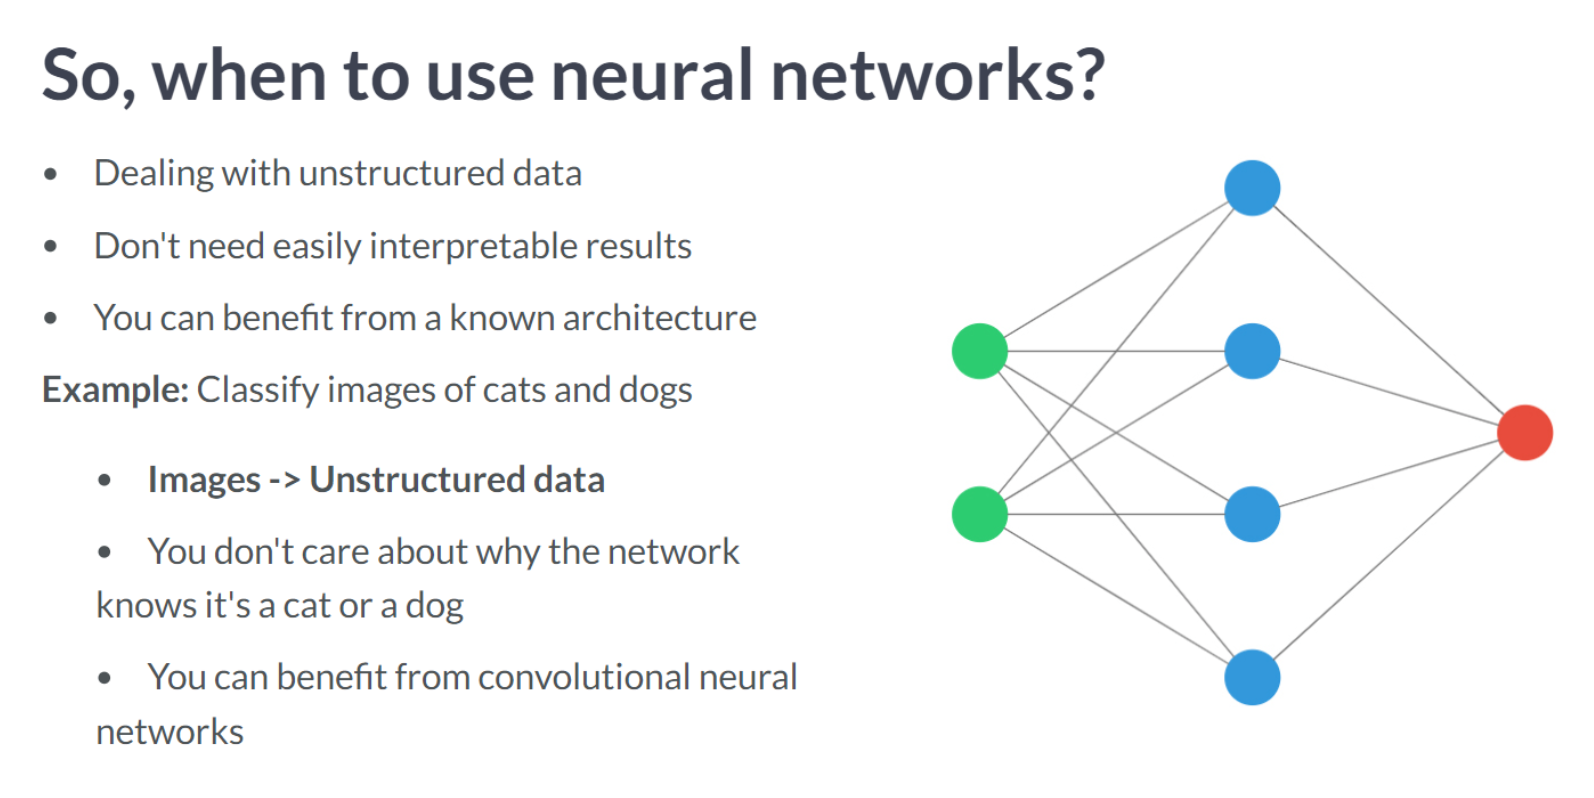 So, when to use neural networks?
• Dealing with unstructured data
• Don't need easily interpretable results
• You can benefit from a known architecture
Example: Classify images of cats and dogs
• Images -> Unstructured data
• You don't care about why the network
knows it's a cat or a dog
• You can benefit from convolutional neural
networks